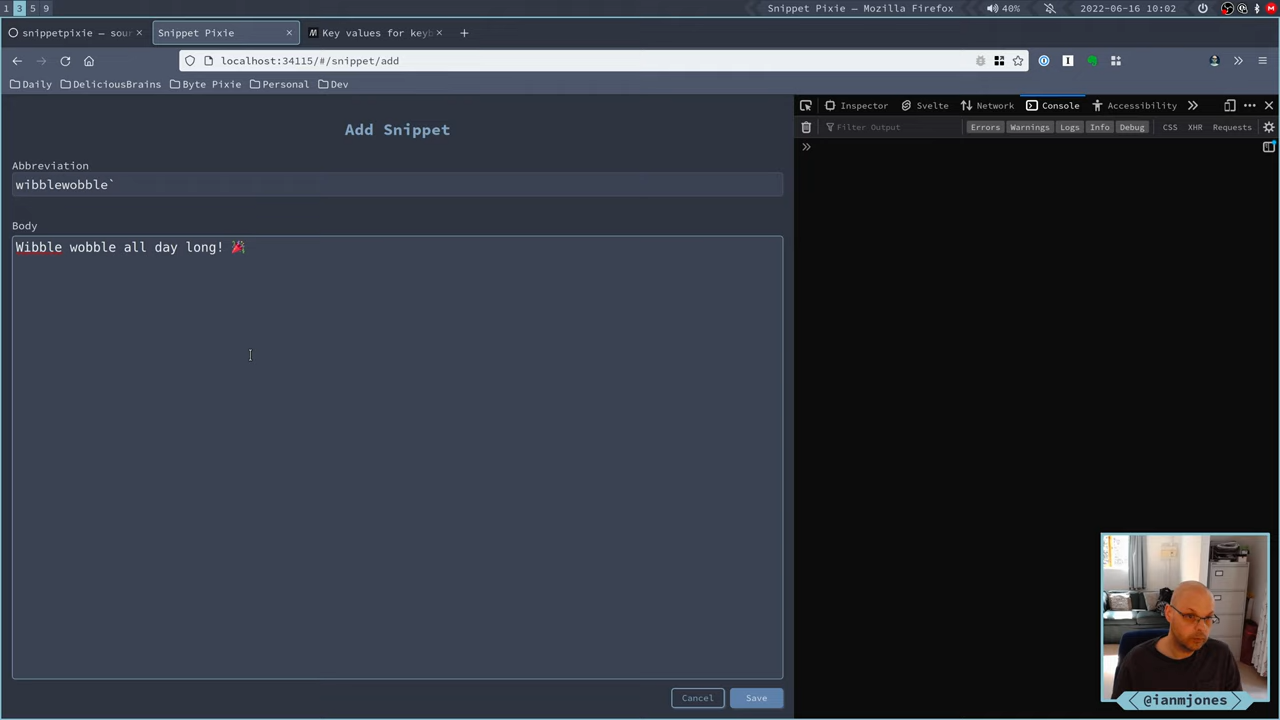 1 3 5 9 Snippet Pixie — Mozilla Firefox 40% 2022-06-16 10:02
snippetpixie — sour × Snippet Pixie × Key values for keyb × +
localhost:34115/#/snippet/add
Daily DeliciousBrains Byte Pixie Personal Dev
Inspector Svelte Network Console Accessibility
Filter Output Errors Warnings Logs Info Debug CSS XHR Requests
Add Snippet
Abbreviation
wibblewobble`
Body
Wibble wobble all day long! 🎉
Cancel Save
@ianmjones